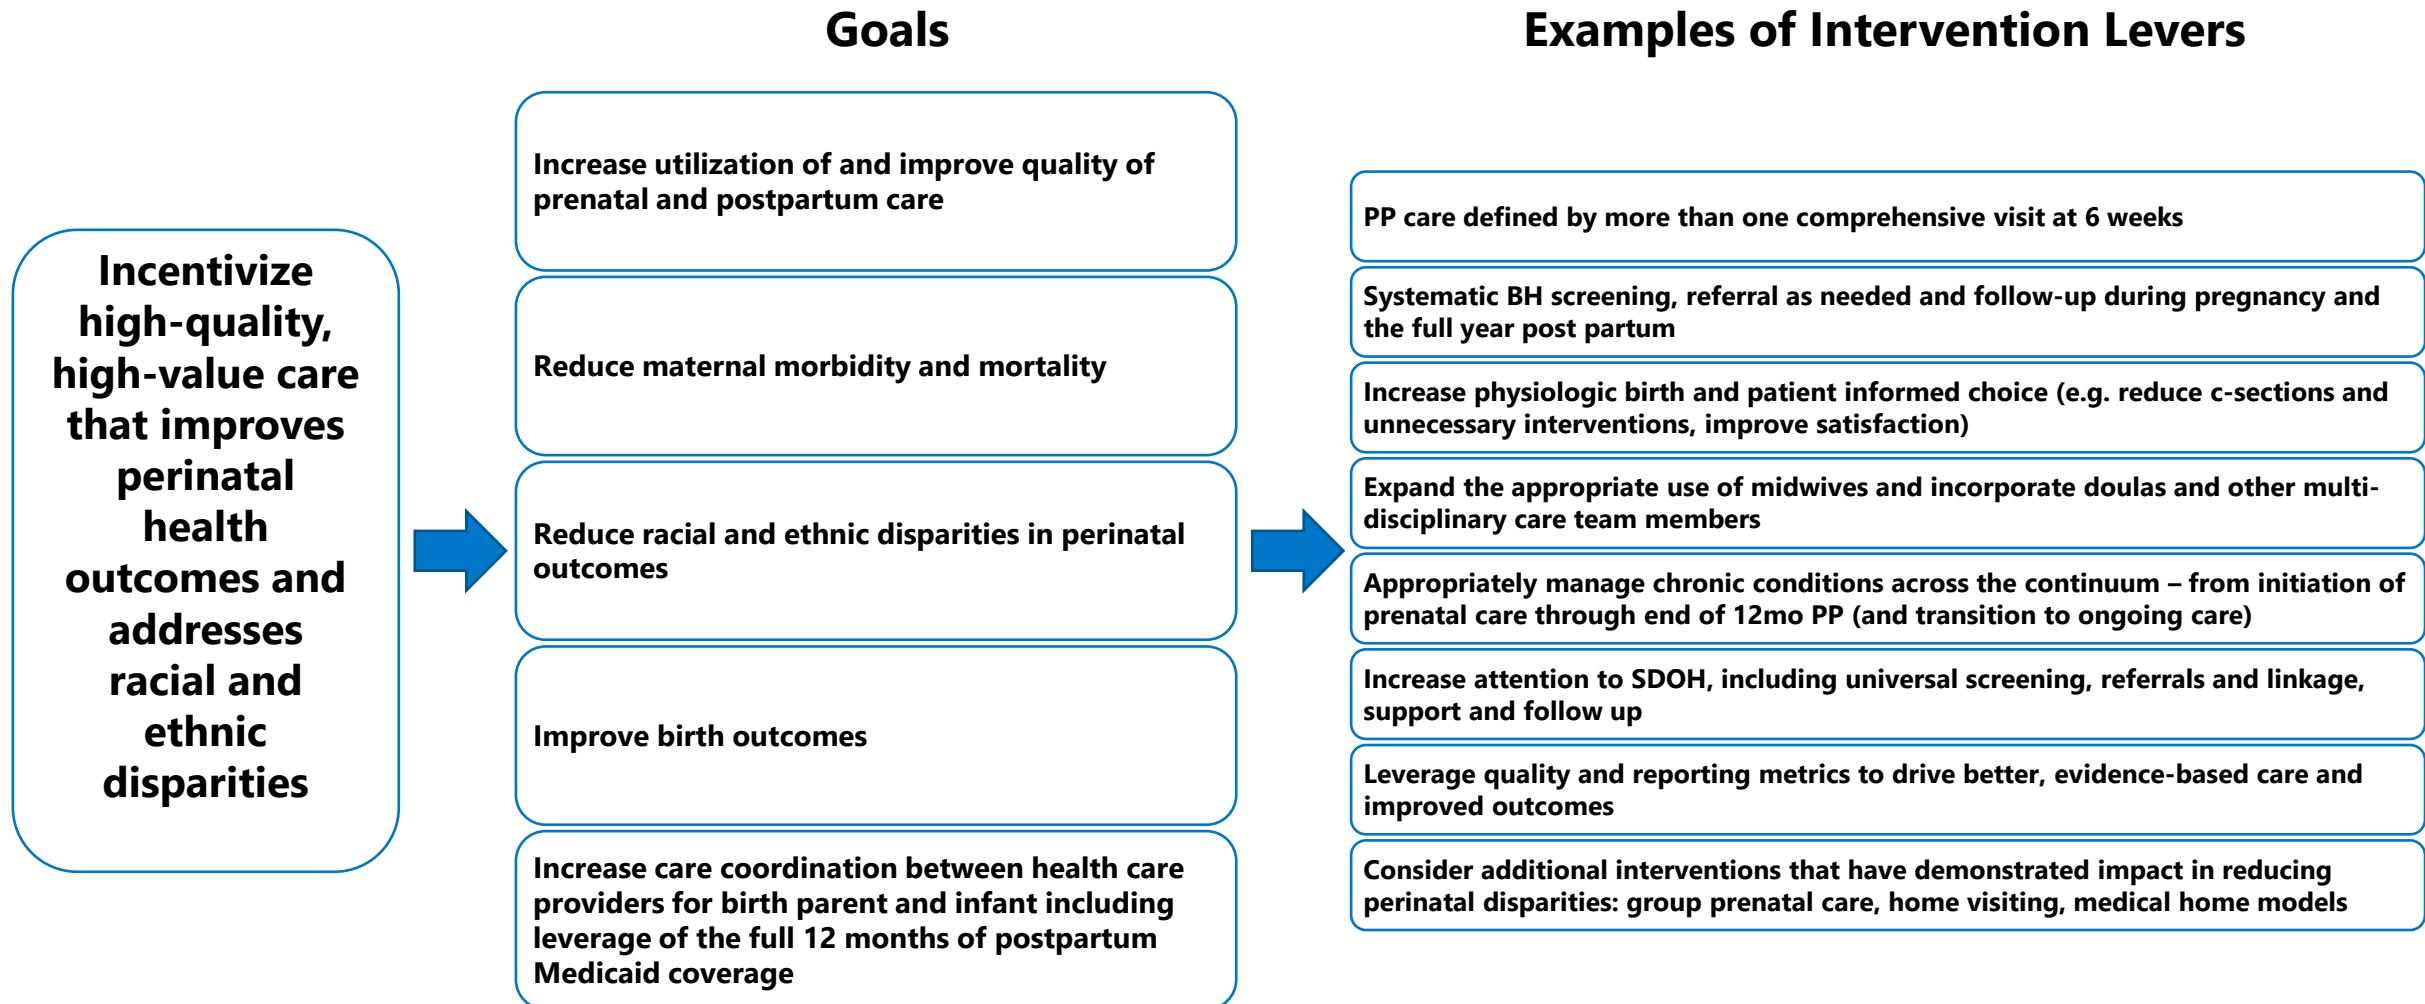 Goals
Examples of Intervention Levers
Incentivize
high-quality,
high-value care
that improves
perinatal
health
outcomes and
addresses
racial and
ethnic
disparities
Increase utilization of and improve quality of
prenatal and postpartum care
Reduce maternal morbidity and mortality
Reduce racial and ethnic disparities in perinatal
outcomes
Improve birth outcomes
Increase care coordination between health care
providers for birth parent and infant including
leverage of the full 12 months of postpartum
Medicaid coverage
PP care defined by more than one comprehensive visit at 6 weeks
Systematic BH screening, referral as needed and follow-up during pregnancy and
the full year post partum
Increase physiologic birth and patient informed choice (e.g. reduce c-sections and
unnecessary interventions, improve satisfaction)
Expand the appropriate use of midwives and incorporate doulas and other multi-
disciplinary care team members
Appropriately manage chronic conditions across the continuum – from initiation of
prenatal care through end of 12mo PP (and transition to ongoing care)
Increase attention to SDOH, including universal screening, referrals and linkage,
support and follow up
Leverage quality and reporting metrics to drive better, evidence-based care and
improved outcomes
Consider additional interventions that have demonstrated impact in reducing
perinatal disparities: group prenatal care, home visiting, medical home models